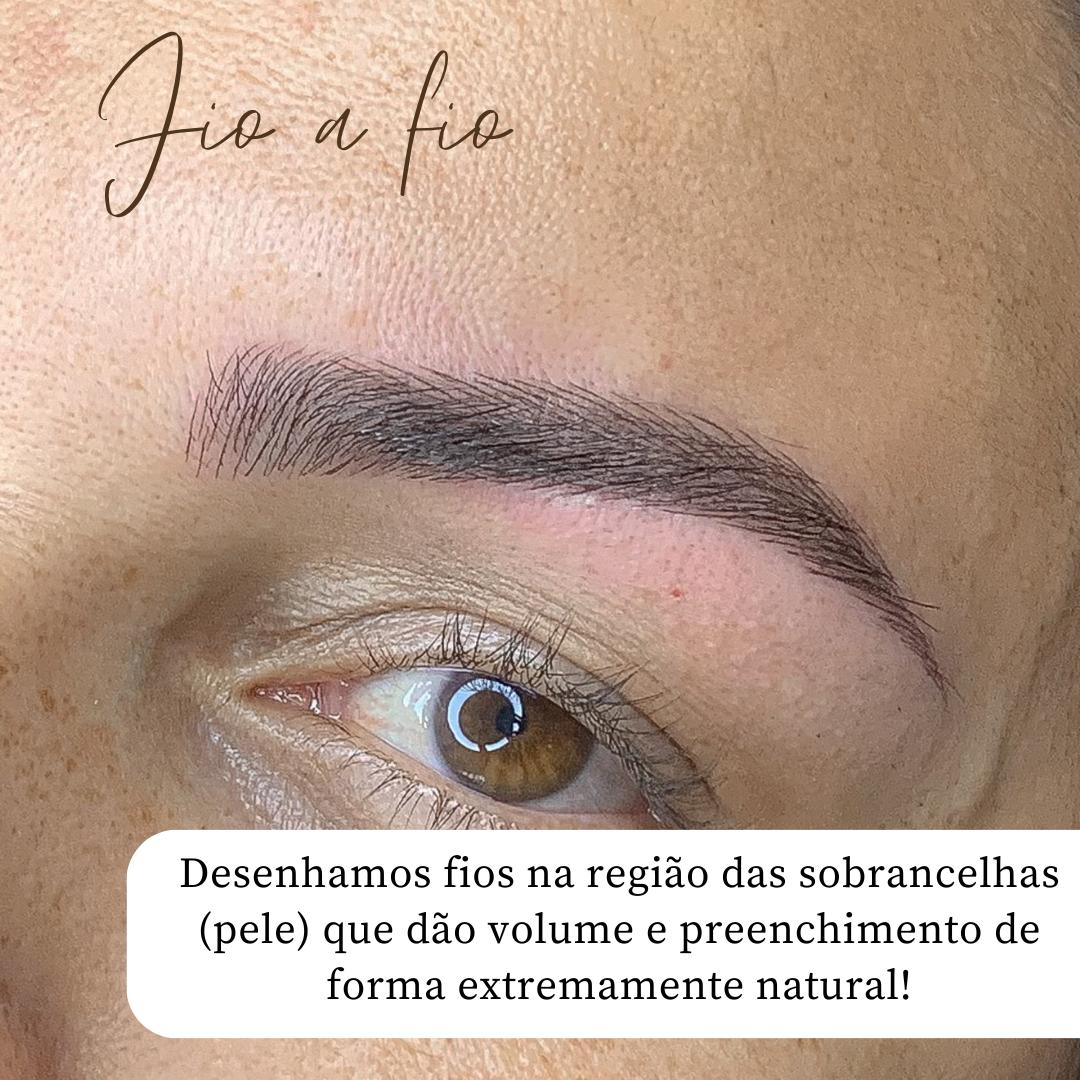 Fio a fio
Desenhamos fios na região das sobrancelhas
(pele) que dão volume e preenchimento de
forma extremamente natural!